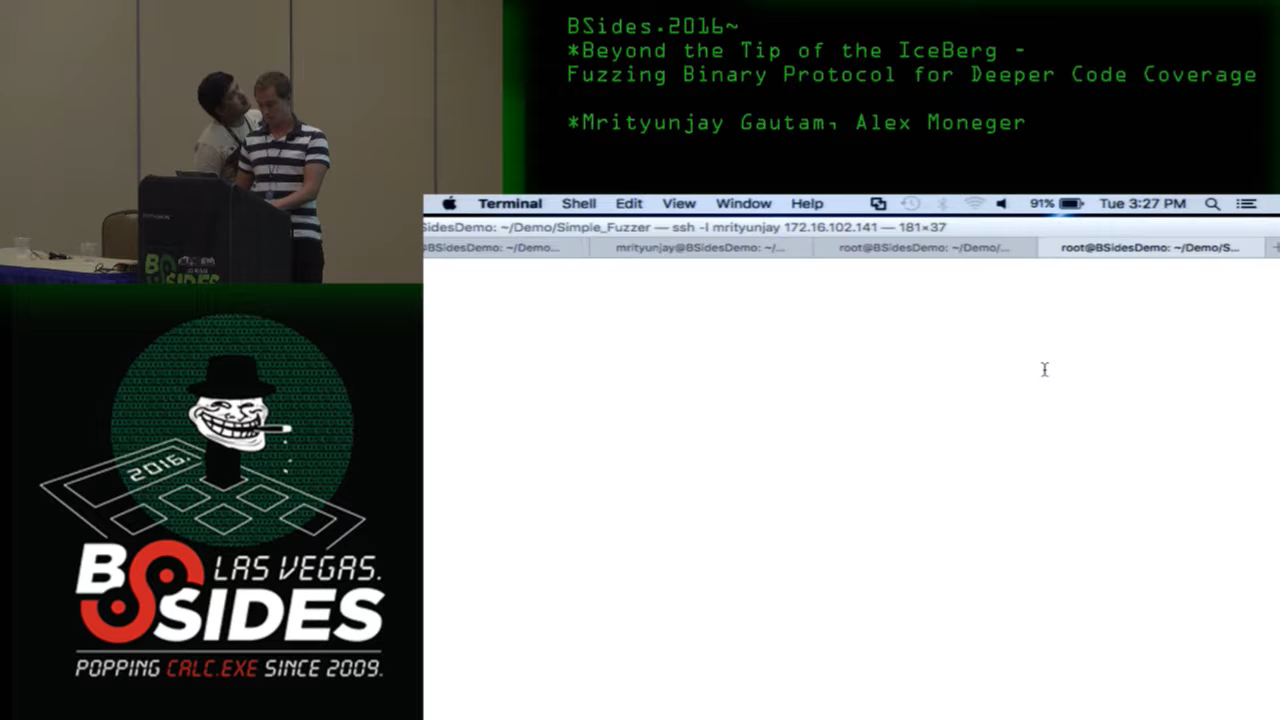 BSides.2016~
*Beyond the Tip of the IceBerg -
Fuzzing Binary Protocol for Deeper Code Coverage
*Mrityunjay Gautam, Alex Moneger
Terminal Shell Edit View Window Help 91% Tue 3:27 PM
SidesDemo: ~/Demo/Simple_Fuzzer — ssh -l mrityunjay 172.16.102.141 — 181×37
@BSidesDemo: ~/Demo... mrityunjay@BSidesDemo: ~/... root@BSidesDemo: ~/Demo/... root@BSidesDemo: ~/Demo/S...
BSIDES
2016.
BSIDES LAS VEGAS.
POPPING CALC.EXE SINCE 2009.